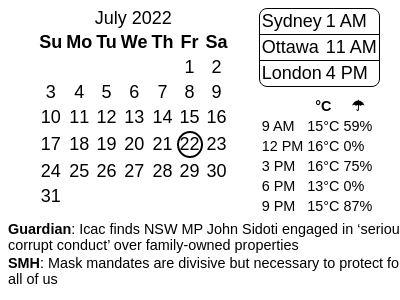 July 2022
Su Mo Tu We Th Fr Sa
1 2
3 4 5 6 7 8 9
10 11 12 13 14 15 16
17 18 19 20 21 22 23
24 25 26 27 28 29 30
31
Sydney 1 AM
Ottawa 11 AM
London 4 PM
°C ☂
9 AM 15°C 59%
12 PM 16°C 0%
3 PM 16°C 75%
6 PM 13°C 0%
9 PM 15°C 87%
Guardian: Icac finds NSW MP John Sidoti engaged in ‘seriou
corrupt conduct’ over family-owned properties
SMH: Mask mandates are divisive but necessary to protect fo
all of us